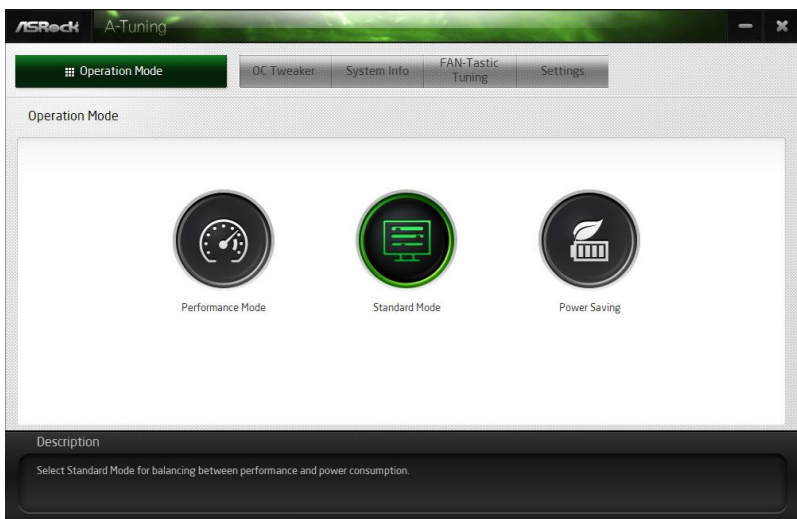 ASRock A-Tuning
Operation Mode OC Tweaker System Info FAN-Tastic
Tuning Settings
Operation Mode
Performance Mode Standard Mode Power Saving
Description
Select Standard Mode for balancing between performance and power consumption.